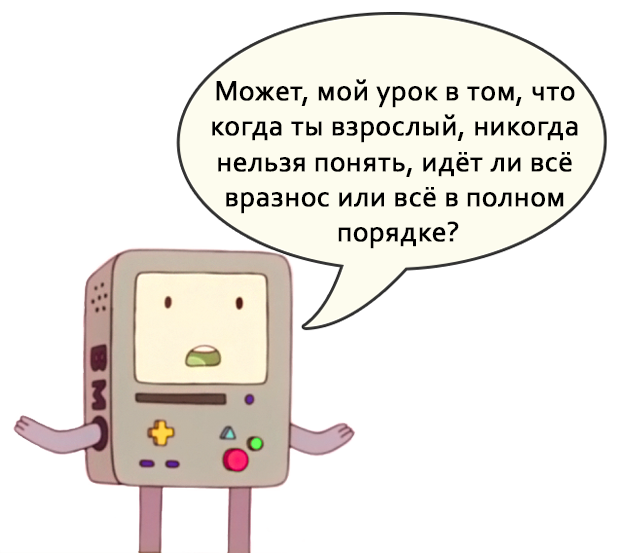 Может, мой урок в том, что
когда ты взрослый, никогда
нельзя понять, идёт ли всё
вразнос или всё в полном
порядке?
BMO